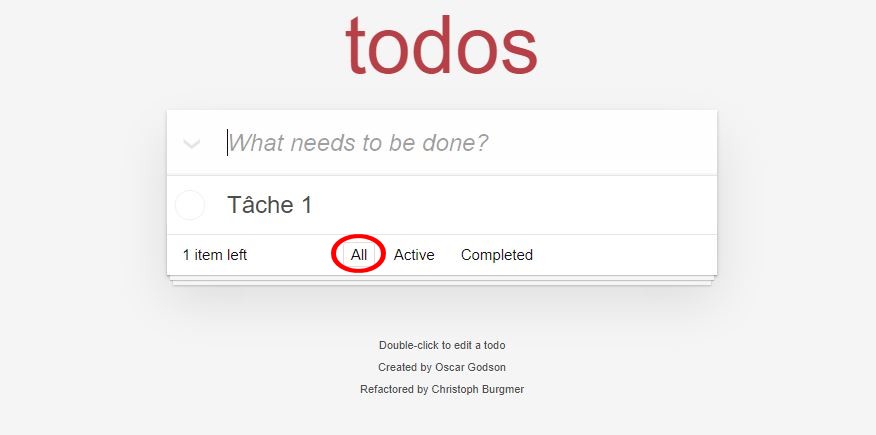 todos
What needs to be done?
Tâche 1
1 item left All Active Completed
Double-click to edit a todo
Created by Oscar Godson
Refactored by Christoph Burgmer